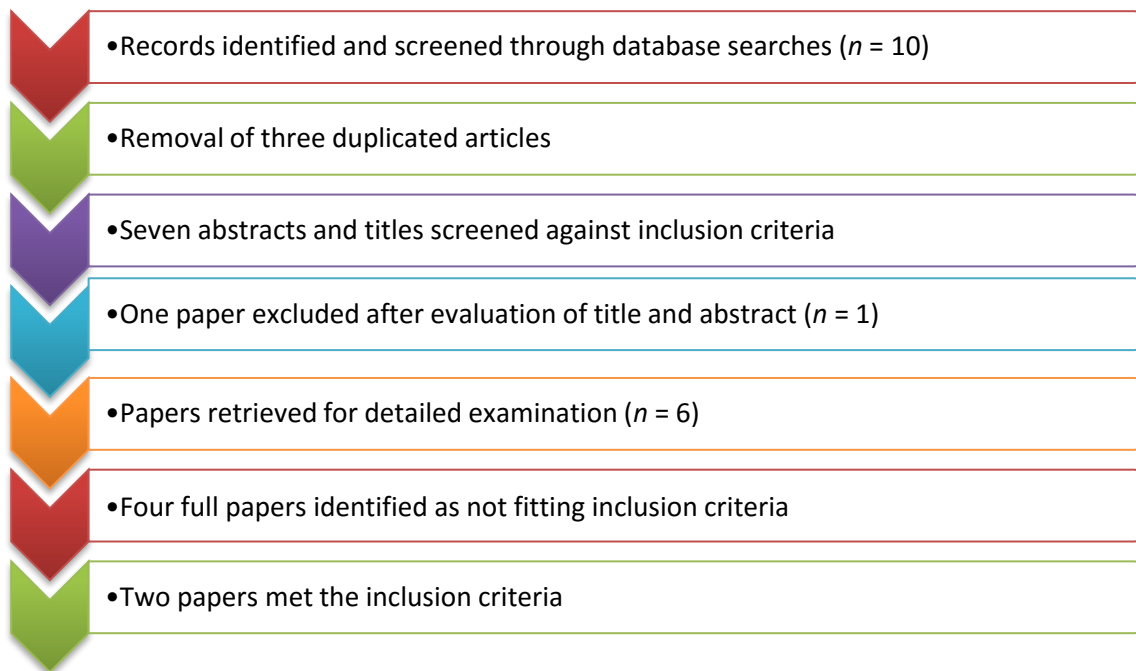 •Records identified and screened through database searches (n = 10)
•Removal of three duplicated articles
•Seven abstracts and titles screened against inclusion criteria
•One paper excluded after evaluation of title and abstract (n = 1)
•Papers retrieved for detailed examination (n = 6)
•Four full papers identified as not fitting inclusion criteria
•Two papers met the inclusion criteria